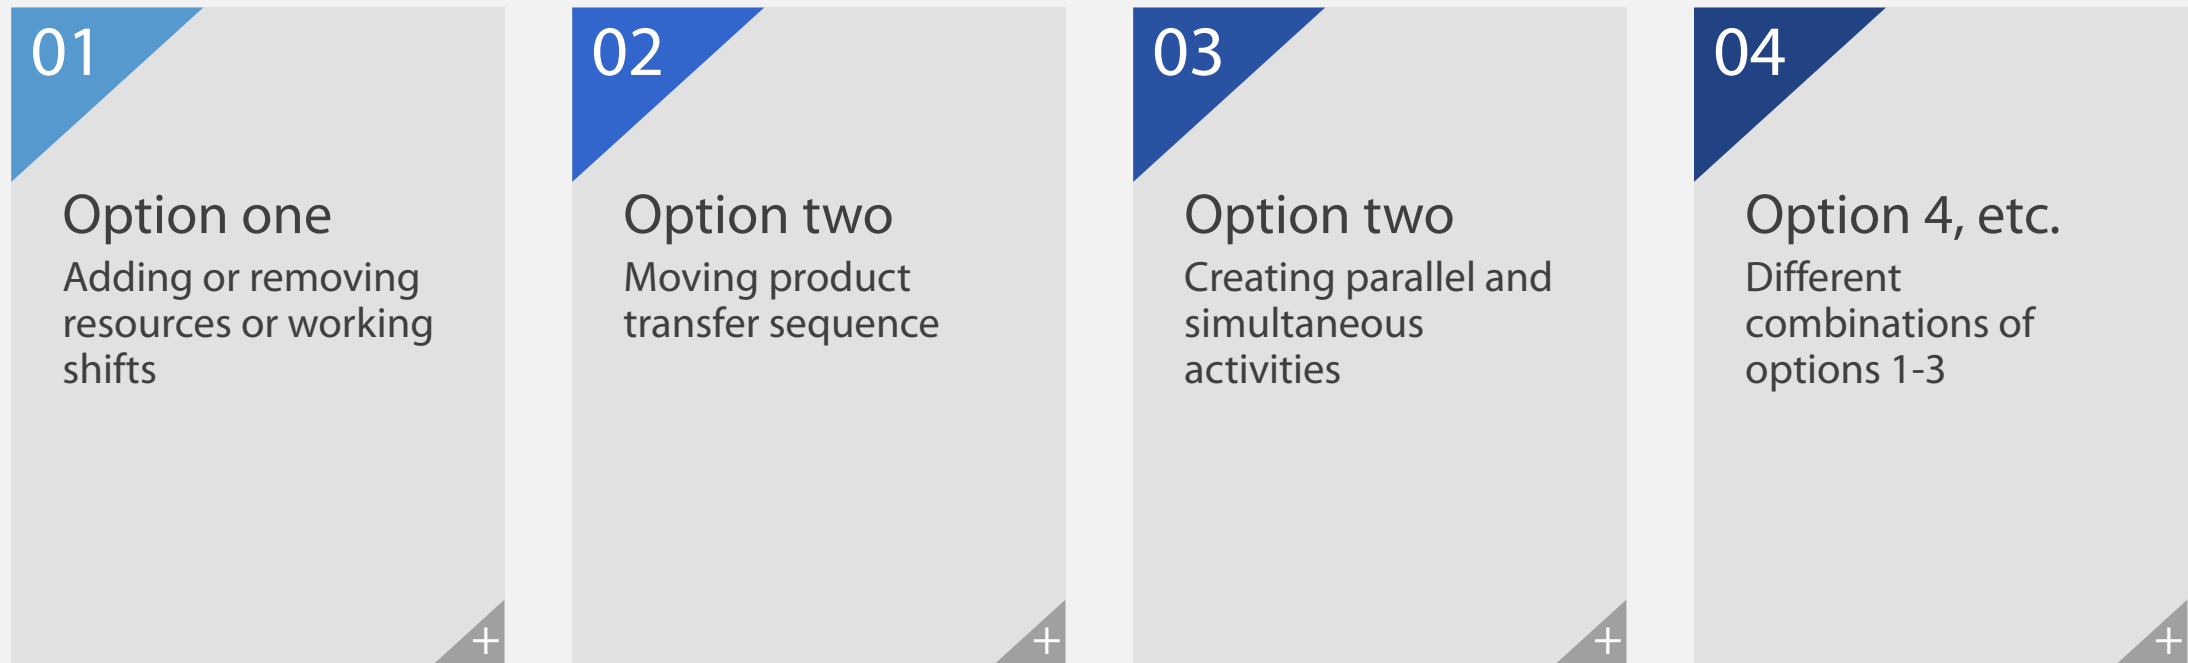 01
Option one
Adding or removing
resources or working
shifts
+
02
Option two
Moving product
transfer sequence
+
03
Option two
Creating parallel and
simultaneous
activities
+
04
Option 4, etc.
Different
combinations of
options 1-3
+